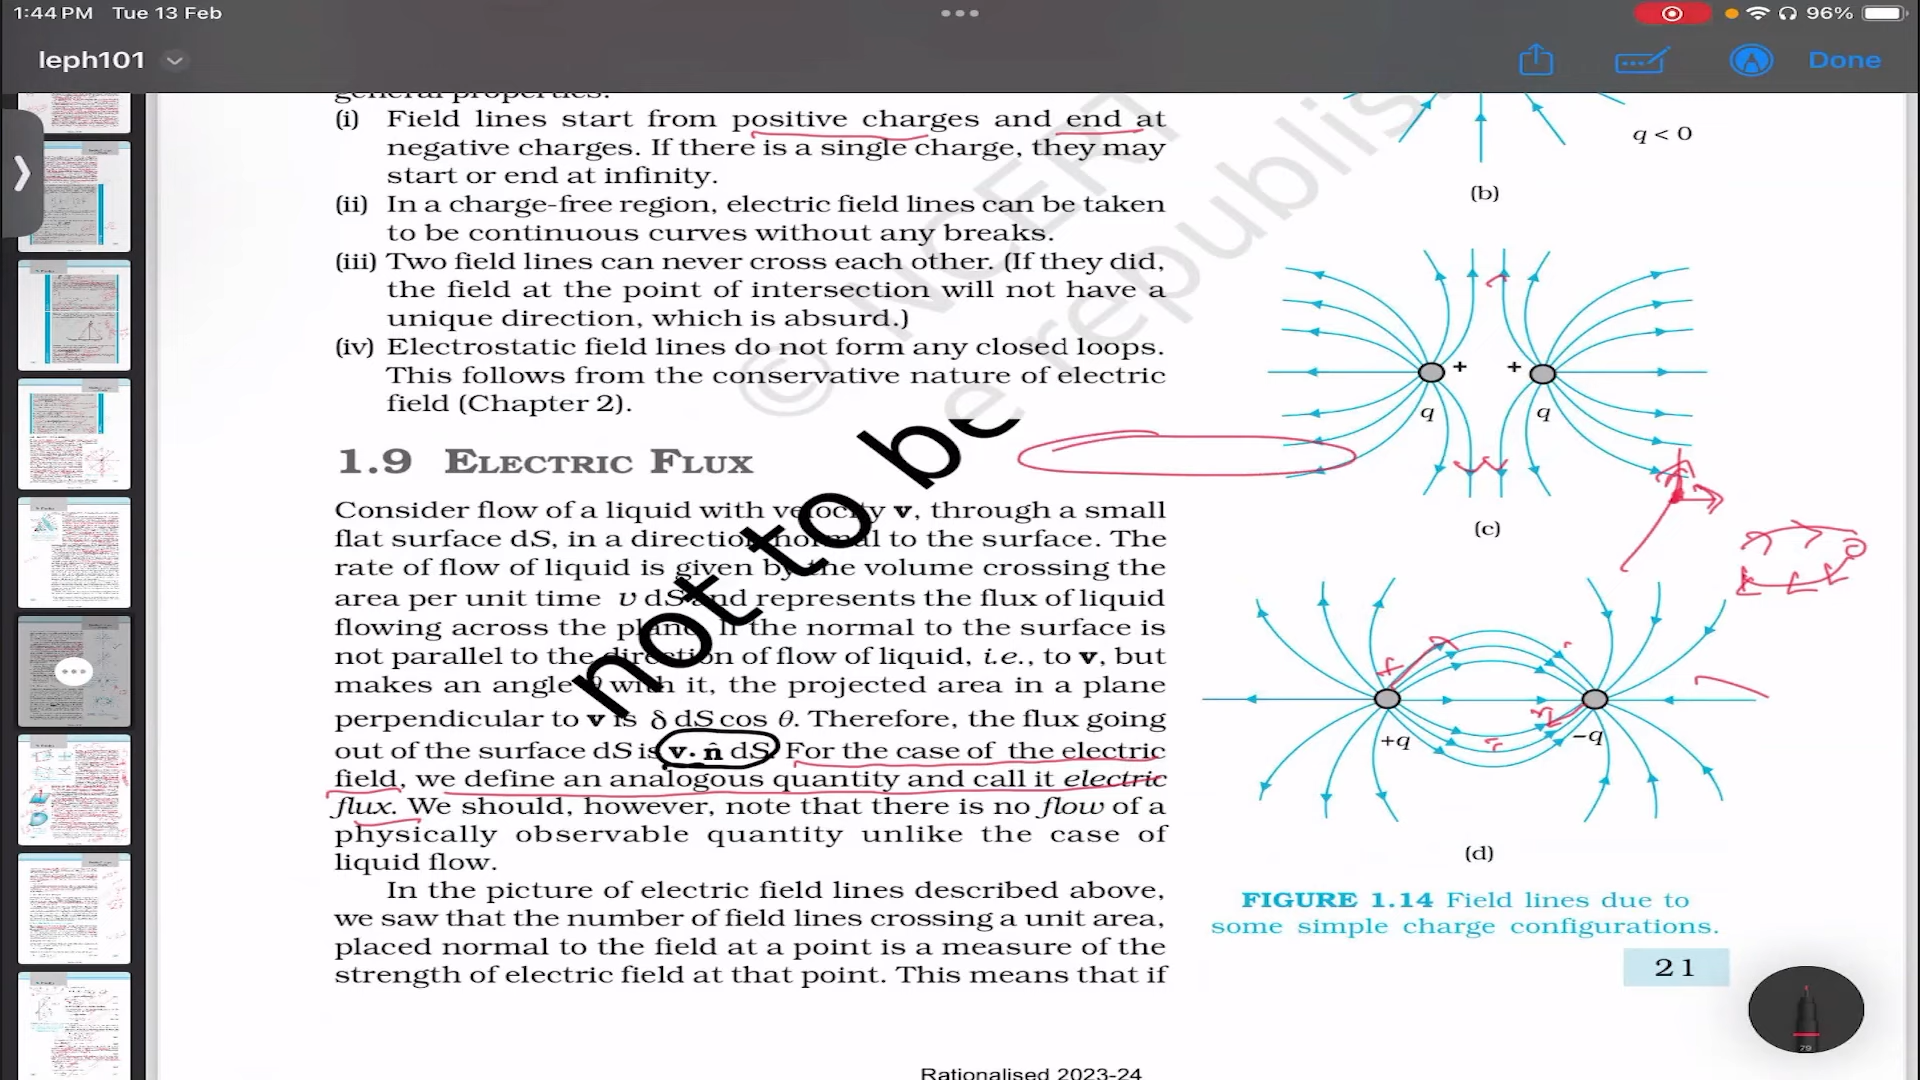 1:44 PM Tue 13 Feb
96%
leph101
Done
general properties:
(i) Field lines start from positive charges and end at
negative charges. If there is a single charge, they may
start or end at infinity.
(ii) In a charge-free region, electric field lines can be taken
to be continuous curves without any breaks.
(iii) Two field lines can never cross each other. (If they did,
the field at the point of intersection will not have a
unique direction, which is absurd.)
(iv) Electrostatic field lines do not form any closed loops.
This follows from the conservative nature of electric
field (Chapter 2).
1.9 ELECTRIC FLUX
Consider flow of a liquid with velocity v, through a small
flat surface dS, in a direction normal to the surface. The
rate of flow of liquid is given by the volume crossing the
area per unit time v dS and represents the flux of liquid
flowing across the plane. If the normal to the surface is
not parallel to the direction of flow of liquid, i.e., to v, but
makes an angle θ with it, the projected area in a plane
perpendicular to v is δ dS cos θ. Therefore, the flux going
out of the surface dS is v. n̂ dS. For the case of the electric
field, we define an analogous quantity and call it electric
flux. We should, however, note that there is no flow of a
physically observable quantity unlike the case of
liquid flow.
In the picture of electric field lines described above,
we saw that the number of field lines crossing a unit area,
placed normal to the field at a point is a measure of the
strength of electric field at that point. This means that if
q < 0
(b)
+ +
q q
(c)
+q -q
(d)
FIGURE 1.14 Field lines due to
some simple charge configurations.
21
Rationalised 2023-24
© NCERT
not to be republis
79